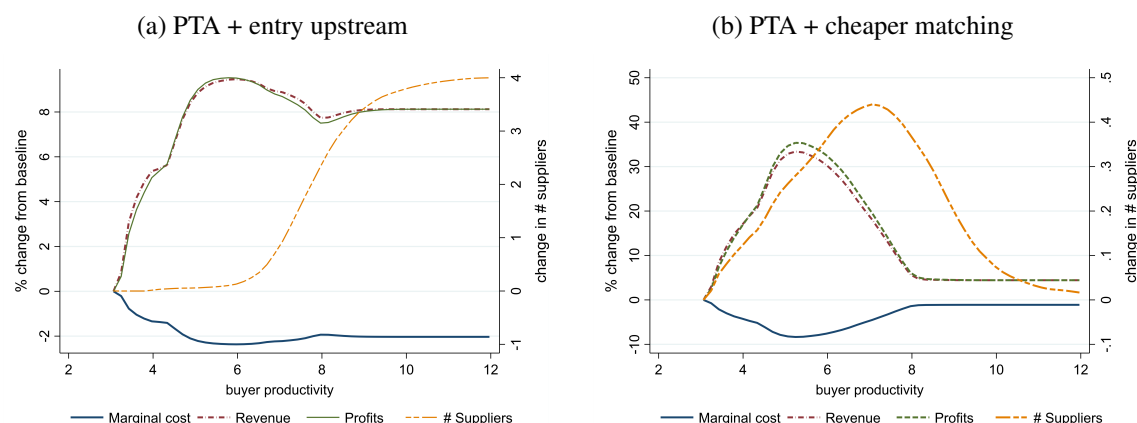 (a) PTA + entry upstream
% change from baseline
8
6
4
2
0
-2
4
3
2
1
0
-1
change in # suppliers
2 4 6 8 10 12
buyer productivity
Marginal cost Revenue Profits # Suppliers
(b) PTA + cheaper matching
% change from baseline
50
40
30
20
10
0
-10
.5
.4
.3
.2
.1
0
-.1
change in # suppliers
2 4 6 8 10 12
buyer productivity
Marginal cost Revenue Profits # Suppliers